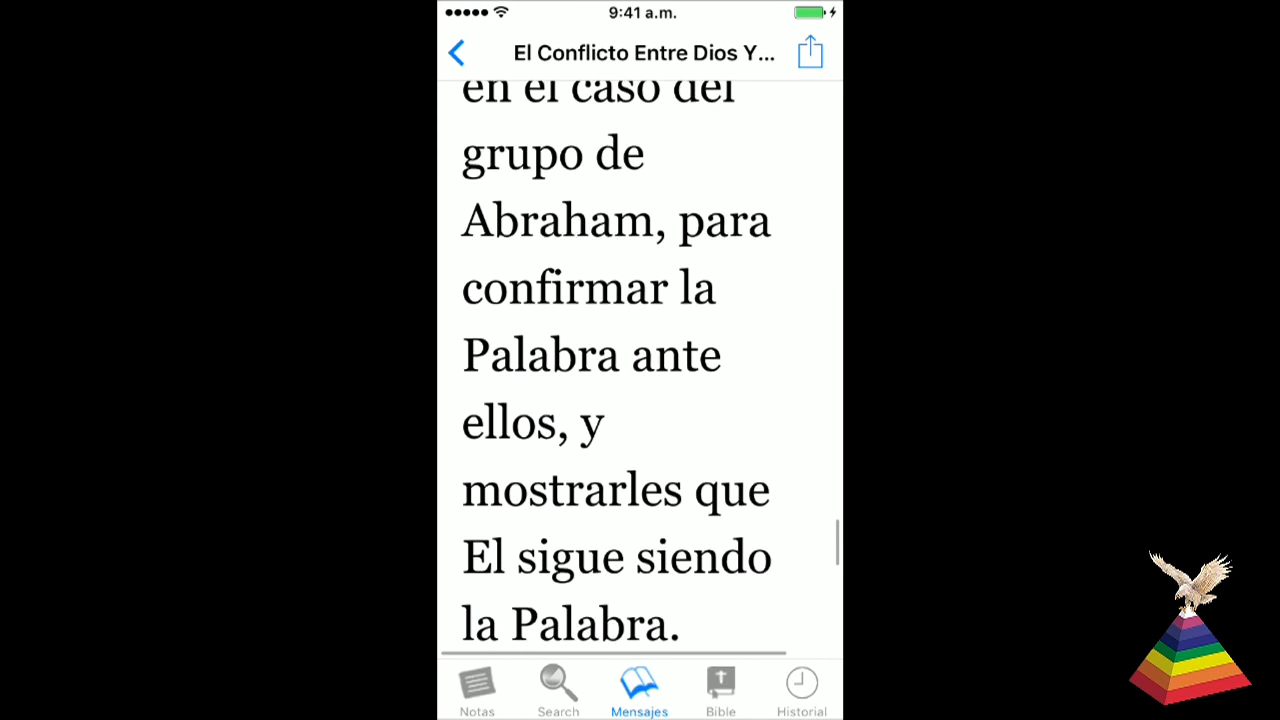 9:41 a.m.
El Conflicto Entre Dios Y...
en el caso del
grupo de
Abraham, para
confirmar la
Palabra ante
ellos, y
mostrarles que
El sigue siendo
la Palabra.
Notas
Search
Mensajes
Bible
Historial